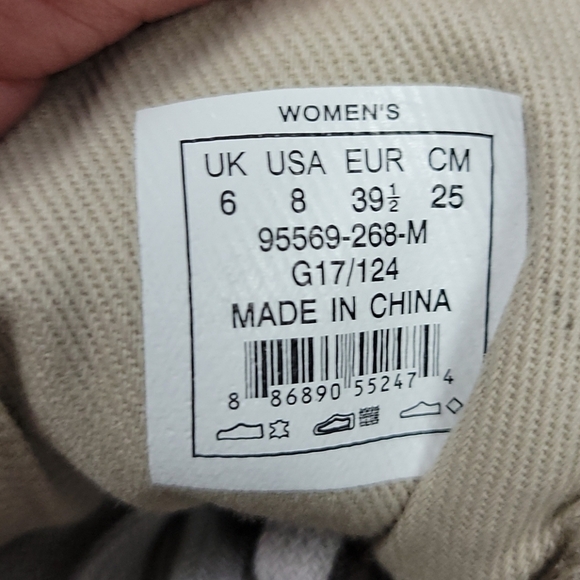 WOMEN'S
UK USA EUR CM
6 8 39½ 25
95569-268-M
G17/124
MADE IN CHINA
8 86890 55247 4